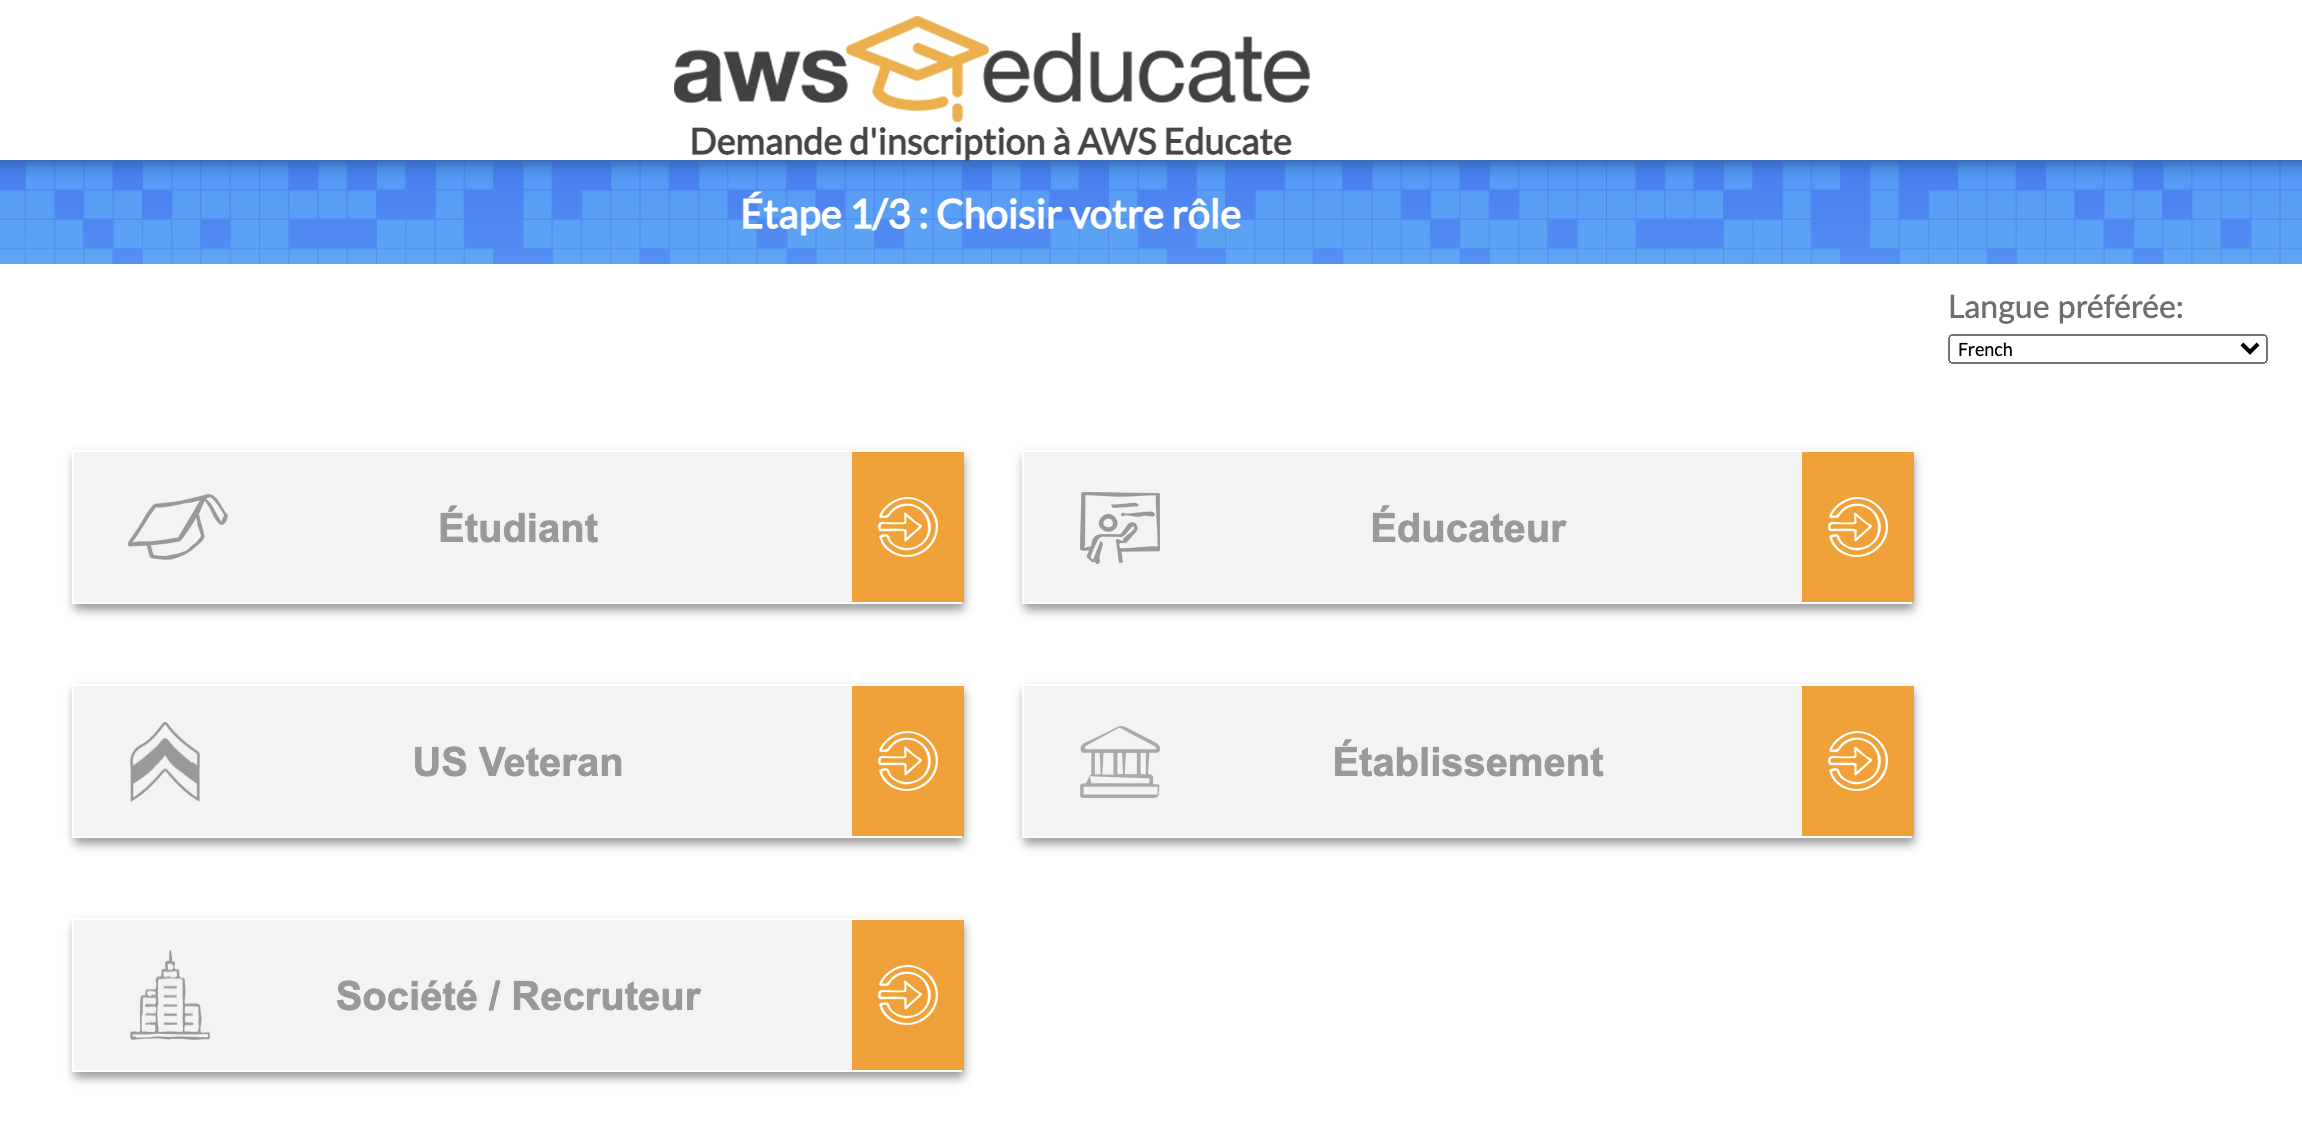 aws educate
Demande d'inscription à AWS Educate
Étape 1/3 : Choisir votre rôle
Langue préférée:
French
Étudiant
Éducateur
US Veteran
Établissement
Société / Recruteur